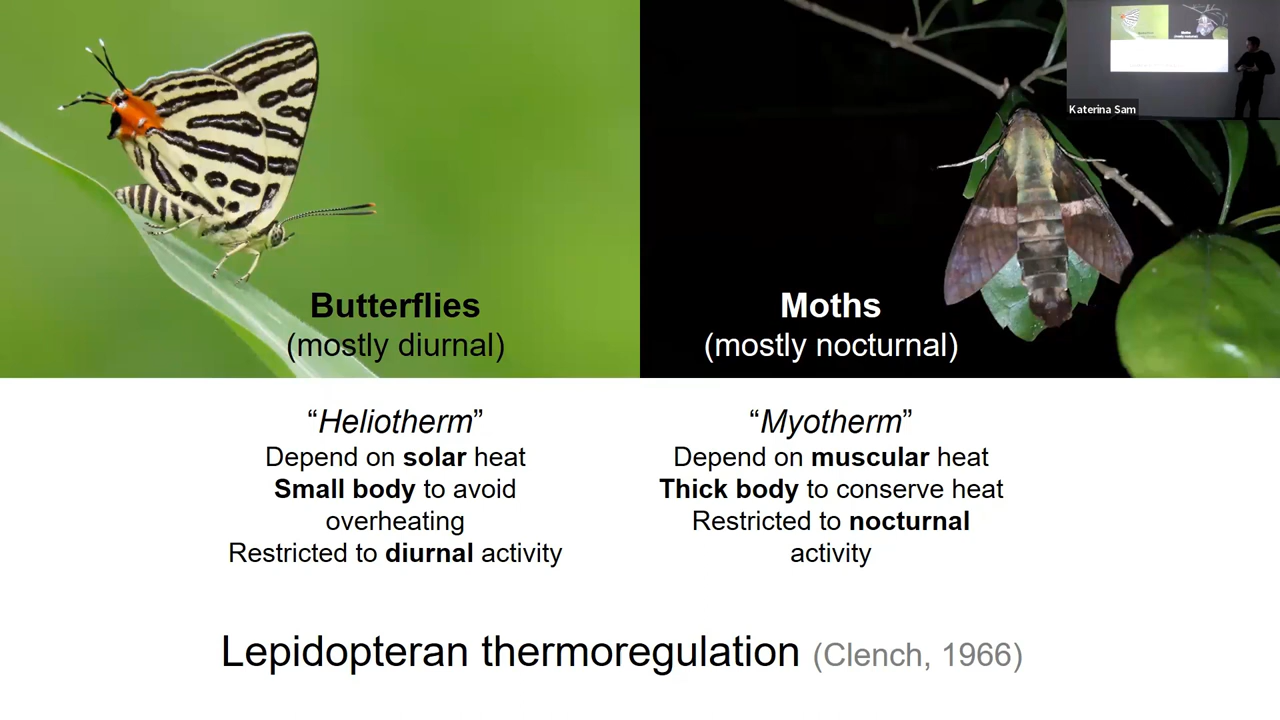 Katerina Sam
Butterflies
(mostly diurnal)
Moths
(mostly nocturnal)
“Heliotherm”
Depend on solar heat
Small body to avoid
overheating
Restricted to diurnal activity
“Myotherm”
Depend on muscular heat
Thick body to conserve heat
Restricted to nocturnal
activity
Lepidopteran thermoregulation (Clench, 1966)